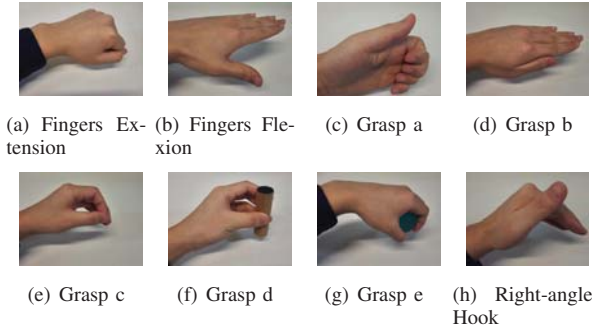 (a) Fingers Ex-
tension
(b) Fingers Fle-
xion
(c) Grasp a
(d) Grasp b
(e) Grasp c
(f) Grasp d
(g) Grasp e
(h) Right-angle
Hook